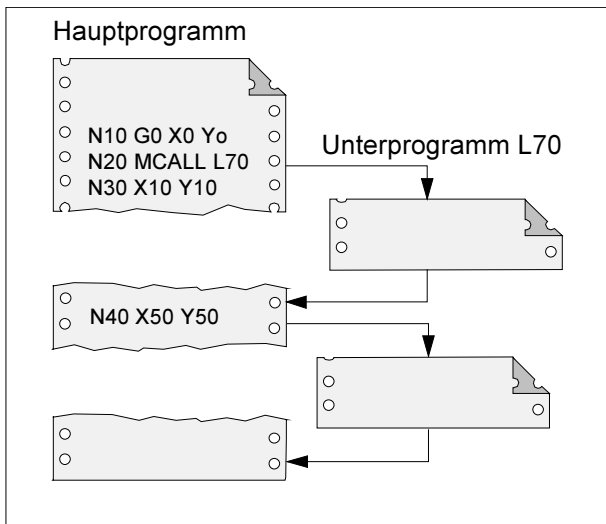 Hauptprogramm
N10 G0 X0 Yo
N20 MCALL L70
N30 X10 Y10
Unterprogramm L70
N40 X50 Y50